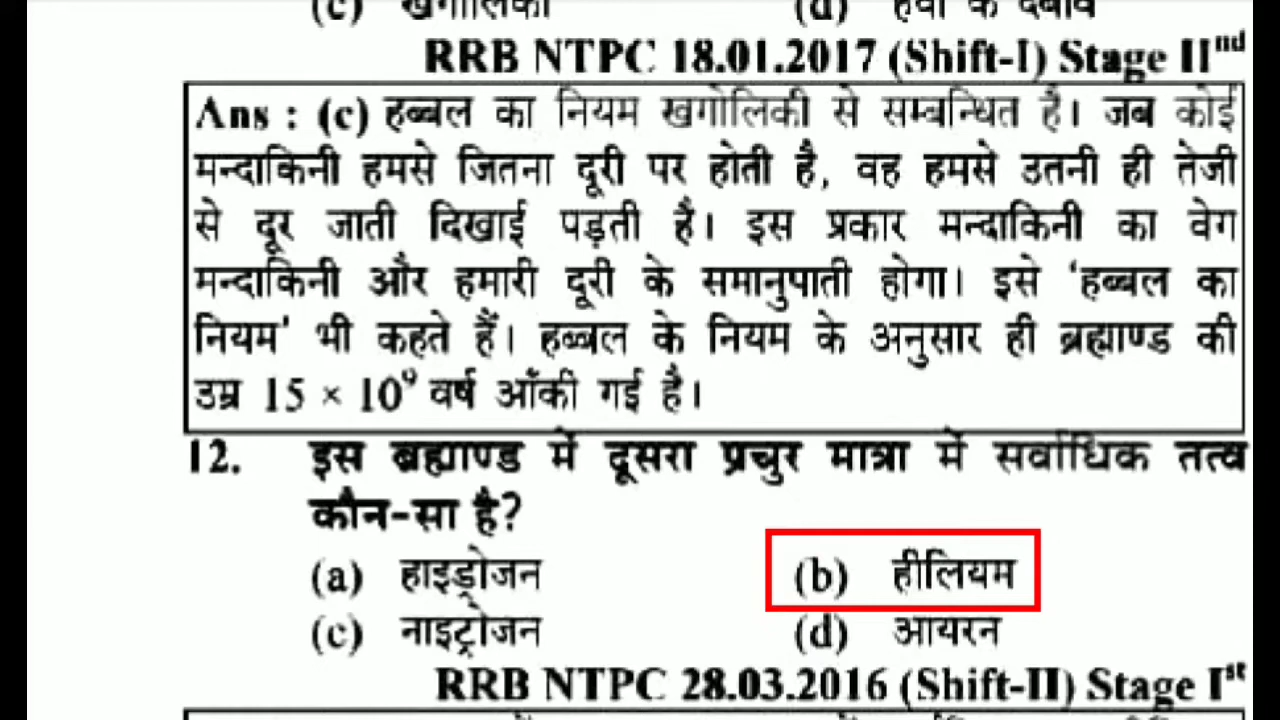 (c) खगोलिकी (d) हवा के दबाव
RRB NTPC 18.01.2017 (Shift-I) Stage IInd
Ans : (c) हब्बल का नियम खगोलिकी से सम्बन्धित है। जब कोई
मन्दाकिनी हमसे जितना दूरी पर होती है, वह हमसे उतनी ही तेजी
से दूर जाती दिखाई पड़ती है। इस प्रकार मन्दाकिनी का वेग
मन्दाकिनी और हमारी दूरी के समानुपाती होगा। इसे ‘हब्बल का
नियम’ भी कहते हैं। हब्बल के नियम के अनुसार ही ब्रह्माण्ड की
उम्र 15 × 10⁹ वर्ष आँकी गई है।
12. इस ब्रह्माण्ड में दूसरा प्रचुर मात्रा में सर्वाधिक तत्व
कौन-सा है?
(a) हाइड्रोजन (b) हीलियम
(c) नाइट्रोजन (d) आयरन
RRB NTPC 28.03.2016 (Shift-II) Stage Ist